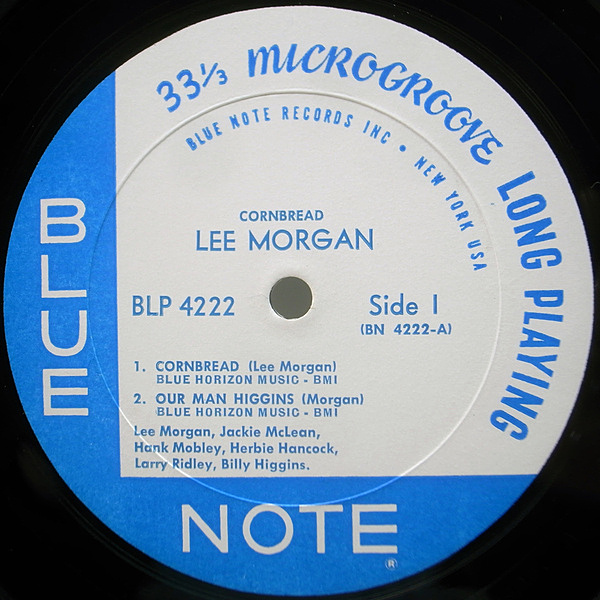 33⅓ MICROGROOVE LONG PLAYING
BLUE NOTE RECORDS INC • NEW YORK USA
CORNBREAD
LEE MORGAN
BLP 4222
Side 1
(BN 4222-A)
1. CORNBREAD (Lee Morgan)
BLUE HORIZON MUSIC - BMI
2. OUR MAN HIGGINS (Morgan)
BLUE HORIZON MUSIC - BMI
Lee Morgan, Jackie McLean,
Hank Mobley, Herbie Hancock,
Larry Ridley, Billy Higgins.
BLUE
NOTE ®